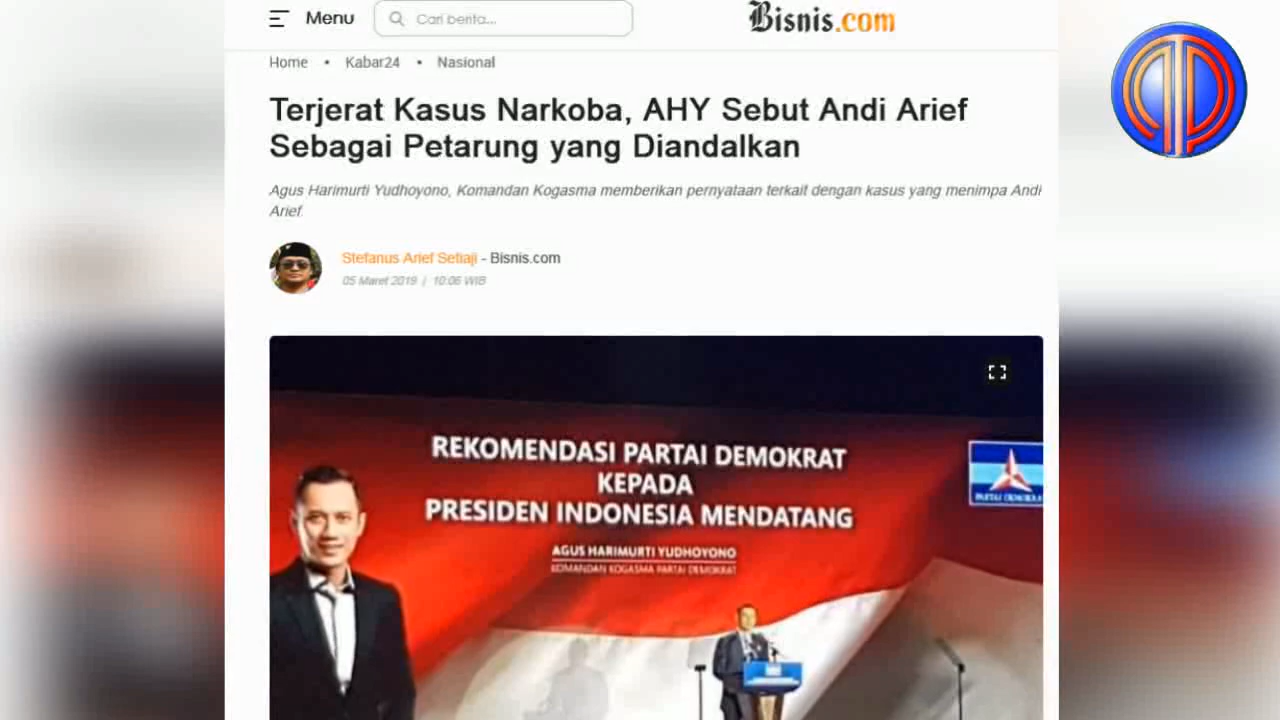 Menu
Cari berita...
Bisnis.com
Home • Kabar24 • Nasional
Terjerat Kasus Narkoba, AHY Sebut Andi Arief
Sebagai Petarung yang Diandalkan
Agus Harimurti Yudhoyono, Komandan Kogasma memberikan pernyataan terkait dengan kasus yang menimpa Andi
Arief.
Stefanus Arief Setiaji - Bisnis.com
05 Maret 2019 | 10:06 WIB
REKOMENDASI PARTAI DEMOKRAT
KEPADA
PRESIDEN INDONESIA MENDATANG
AGUS HARIMURTI YUDHOYONO
KOMANDAN KOGASMA PARTAI DEMOKRAT
PARTAI DEMOKRAT